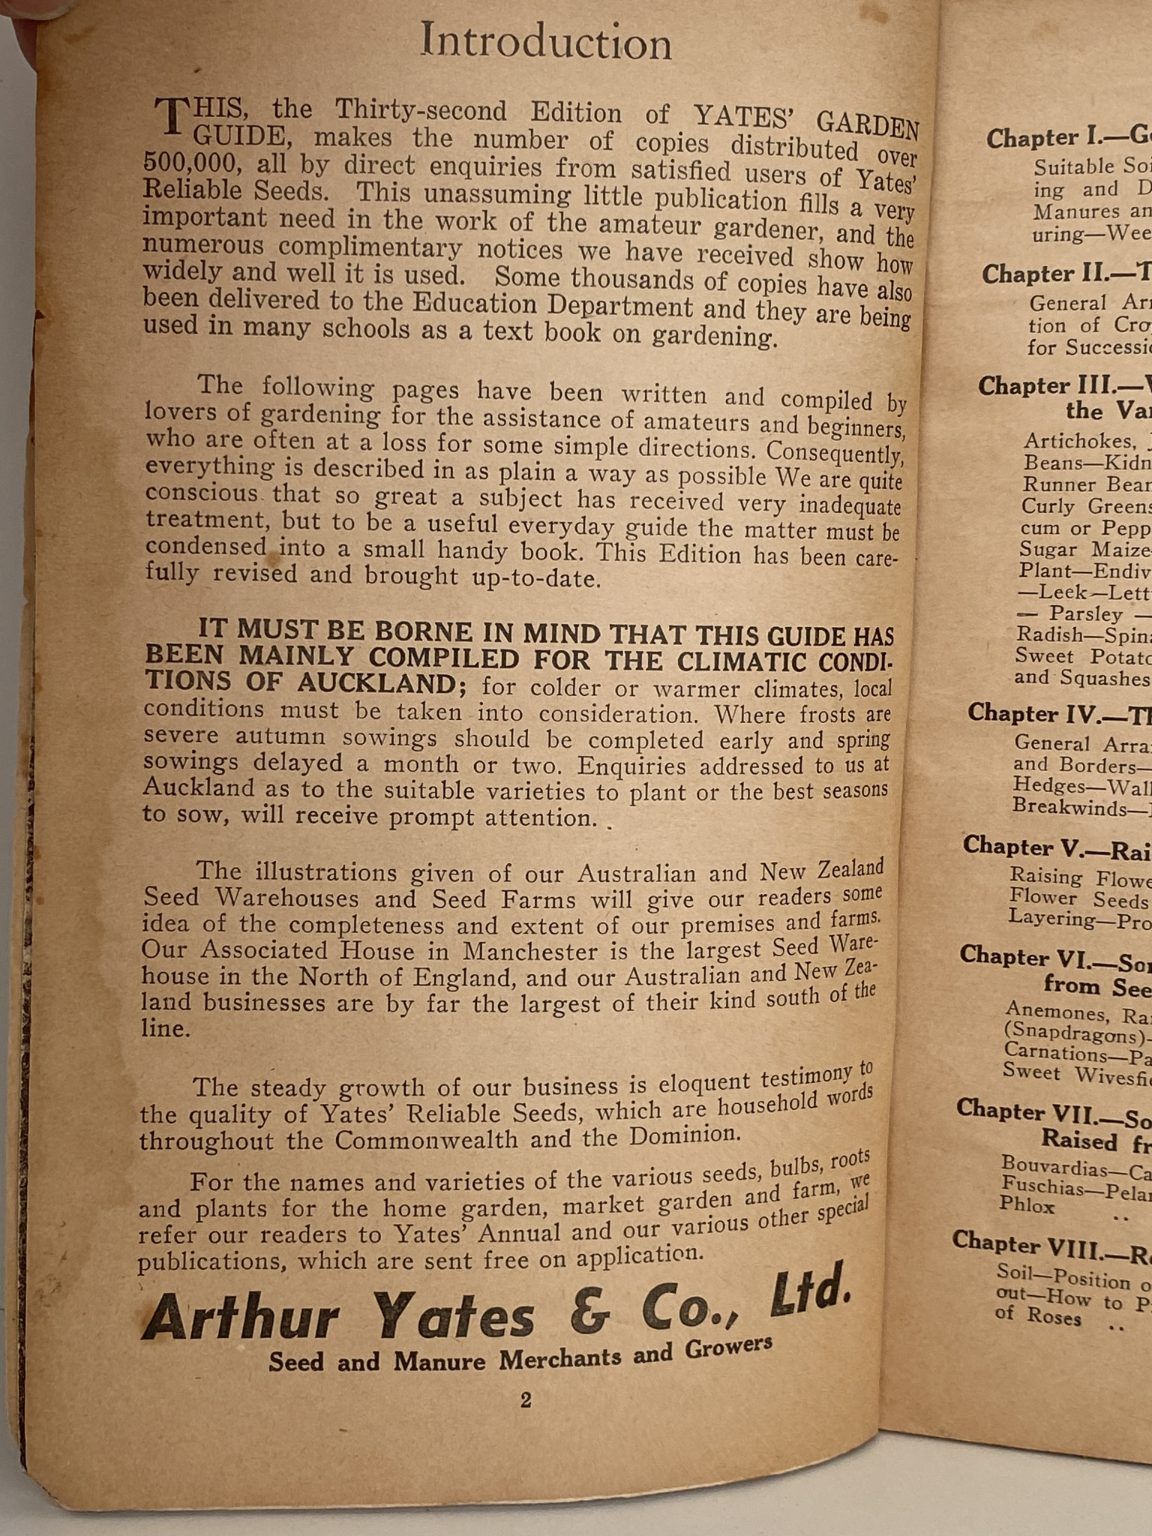 Introduction
THIS, the Thirty-second Edition of YATES' GARDEN
GUIDE, makes the number of copies distributed over
500,000, all by direct enquiries from satisfied users of Yates'
Reliable Seeds. This unassuming little publication fills a very
important need in the work of the amateur gardener, and the
numerous complimentary notices we have received show how
widely and well it is used. Some thousands of copies have also
been delivered to the Education Department and they are being
used in many schools as a text book on gardening.
The following pages have been written and compiled by
lovers of gardening for the assistance of amateurs and beginners,
who are often at a loss for some simple directions. Consequently,
everything is described in as plain a way as possible We are quite
conscious that so great a subject has received very inadequate
treatment, but to be a useful everyday guide the matter must be
condensed into a small handy book. This Edition has been care-
fully revised and brought up-to-date.
IT MUST BE BORNE IN MIND THAT THIS GUIDE HAS
BEEN MAINLY COMPILED FOR THE CLIMATIC CONDI-
TIONS OF AUCKLAND; for colder or warmer climates, local
conditions must be taken into consideration. Where frosts are
severe autumn sowings should be completed early and spring
sowings delayed a month or two. Enquiries addressed to us at
Auckland as to the suitable varieties to plant or the best seasons
to sow, will receive prompt attention.
The illustrations given of our Australian and New Zealand
Seed Warehouses and Seed Farms will give our readers some
idea of the completeness and extent of our premises and farms.
Our Associated House in Manchester is the largest Seed Ware-
house in the North of England, and our Australian and New Zea-
land businesses are by far the largest of their kind south of the
line.
The steady growth of our business is eloquent testimony to
the quality of Yates' Reliable Seeds, which are household words
throughout the Commonwealth and the Dominion.
For the names and varieties of the various seeds, bulbs, roots
and plants for the home garden, market garden and farm, we
refer our readers to Yates' Annual and our various other special
publications, which are sent free on application.
Arthur Yates & Co., Ltd.
Seed and Manure Merchants and Growers
2
Chapter I.—
Suitable
ing and
Manures
uring—
Chapter II.—
General
tion of
for
Chapter III.—
the
Artichokes,
Beans—
Runner
Curly
cum or
Sugar Maize—
Plant—
—Leek—
— Parsley —
Radish—
Sweet
and Squashes
Chapter IV.—
General
and Borders—
Hedges—
Breakwinds—
Chapter V.—
Raising
Flower Seeds
Layering—
Chapter VI.—
from
Anemones,
(Snapdragons)—
Carnations—
Sweet
Chapter VII.—
Raised
Bouvardias—
Fuschias—
Phlox ..
Chapter VIII.—
Soil—Position
out—How to
of Roses ..